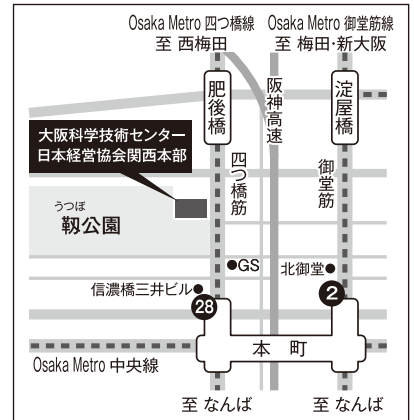 Osaka Metro 四つ橋線
至 西梅田
Osaka Metro 御堂筋線
至 梅田・新大阪
肥後橋
阪神高速
淀屋橋
大阪科学技術センター
日本経営協会関西本部
四つ橋筋
御堂筋
うつぼ
靱公園
GS
北御堂
信濃橋三井ビル
28
2
本 町
Osaka Metro 中央線
至 なんば
至 なんば